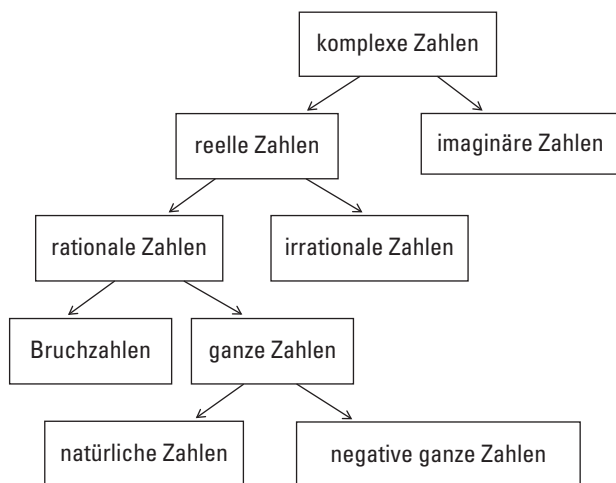 komplexe Zahlen
reelle Zahlen
imaginäre Zahlen
rationale Zahlen
irrationale Zahlen
Bruchzahlen
ganze Zahlen
natürliche Zahlen
negative ganze Zahlen